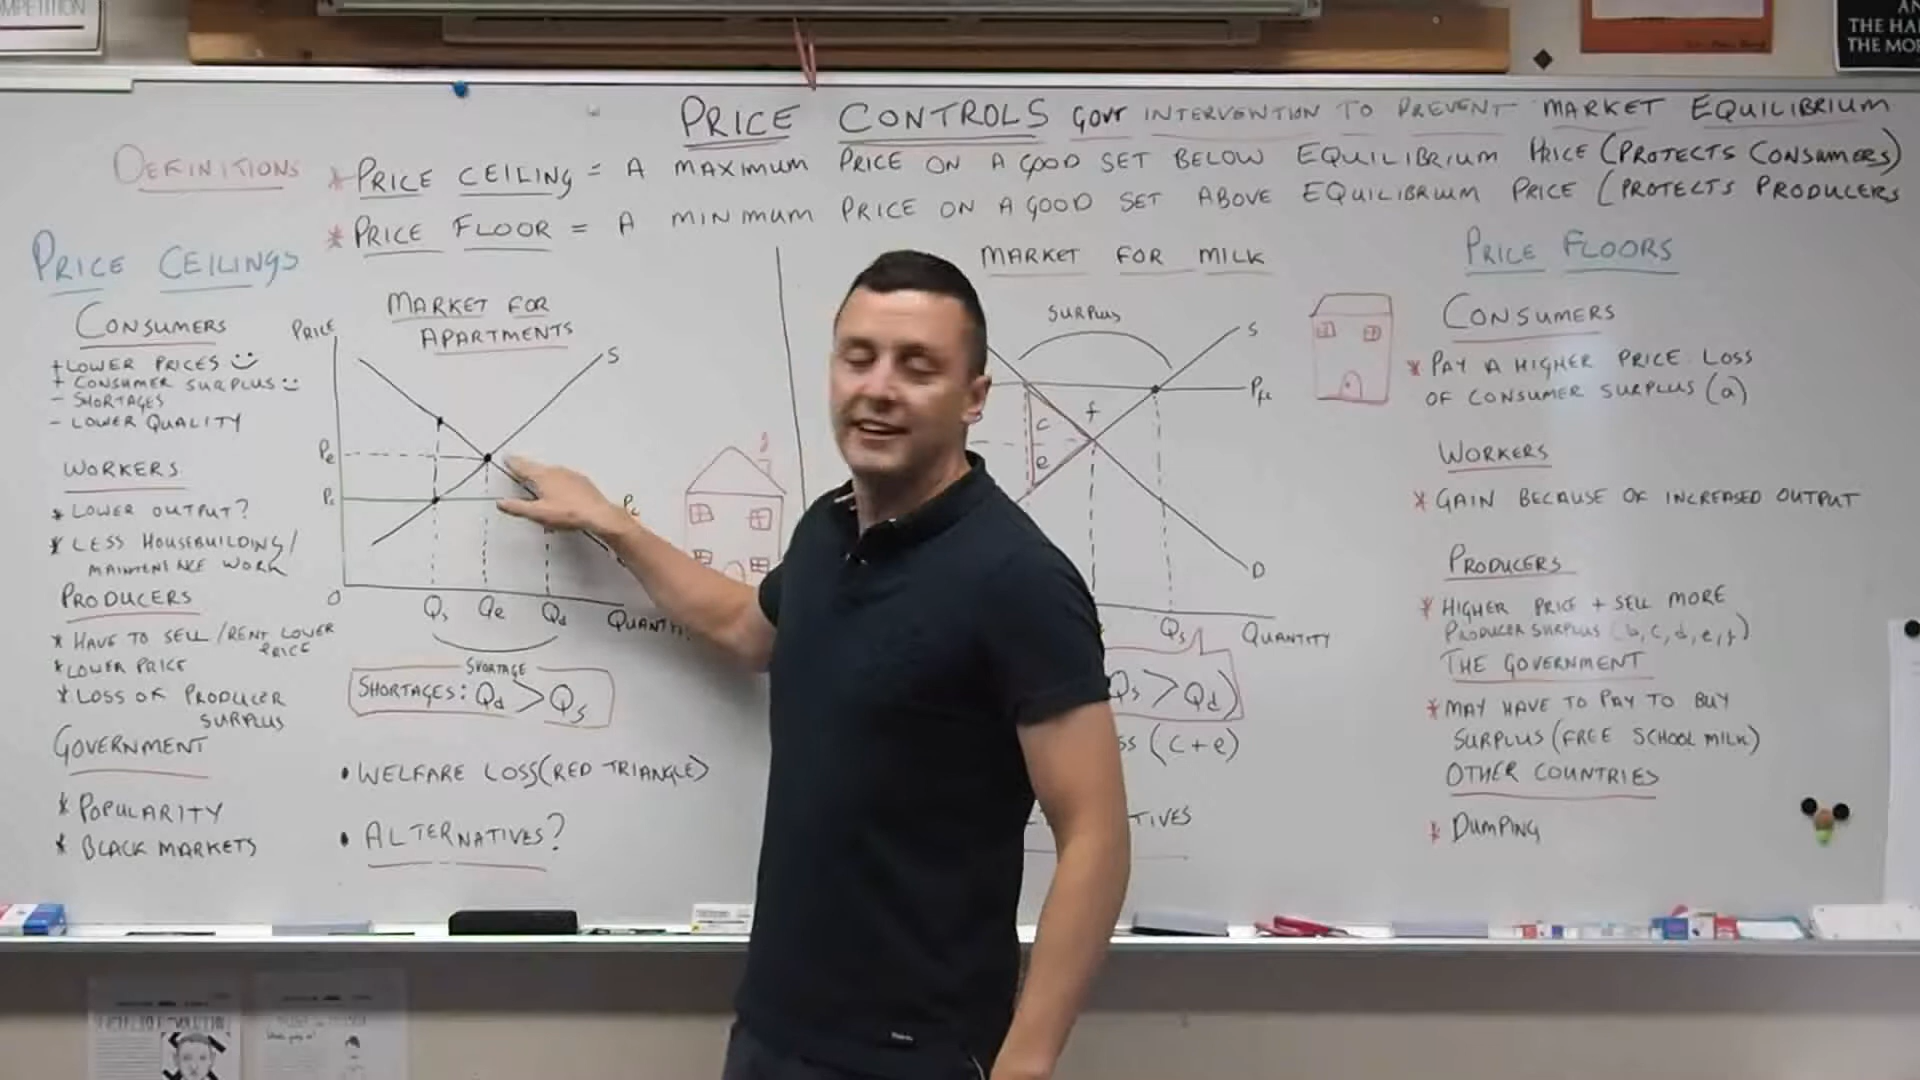 PRICE CONTROLS GOVT INTERVENTION TO PREVENT MARKET EQUILIBRIUM
DEFINITIONS * PRICE CEILING = A MAXIMUM PRICE ON A GOOD SET BELOW EQUILIBRIUM PRICE (PROTECTS CONSUMERS)
* PRICE FLOOR = A MINIMUM PRICE ON A GOOD SET ABOVE EQUILIBRIUM PRICE (PROTECTS PRODUCERS
PRICE CEILINGS
CONSUMERS
+ LOWER PRICES
+ CONSUMER SURPLUS
- SHORTAGES
- LOWER QUALITY
WORKERS
* LOWER OUTPUT?
* LESS HOUSEBUILDING/
MAINTENENCE WORK
PRODUCERS
* HAVE TO SELL/RENT LOWER
PRICE
* LOWER PRICE
* LOSS OF PRODUCER
SURPLUS
GOVERNMENT
* POPULARITY
* BLACK MARKETS
MARKET FOR
APARTMENTS
PRICE
S
Pe
Pc
Pc
O
Qs Qe Qd QUANTITY
SHORTAGE
SHORTAGES: Qd > Qs
• WELFARE LOSS (RED TRIANGLE)
• ALTERNATIVES?
MARKET FOR MILK
SURPLUS
S
c
f
e
D
Qs QUANTITY
Qs > Qd)
(c+e)
TIVES
PRICE FLOORS
CONSUMERS
* PAY A HIGHER PRICE. LOSS
OF CONSUMER SURPLUS (a)
WORKERS
* GAIN BECAUSE OF INCREASED OUTPUT
PRODUCERS
* HIGHER PRICE + SELL MORE
PRODUCER SURPLUS (b,c,d,e,f)
THE GOVERNMENT
* MAY HAVE TO PAY TO BUY
SURPLUS (FREE SCHOOL MILK)
OTHER COUNTRIES
* DUMPING
THE HA
THE MO